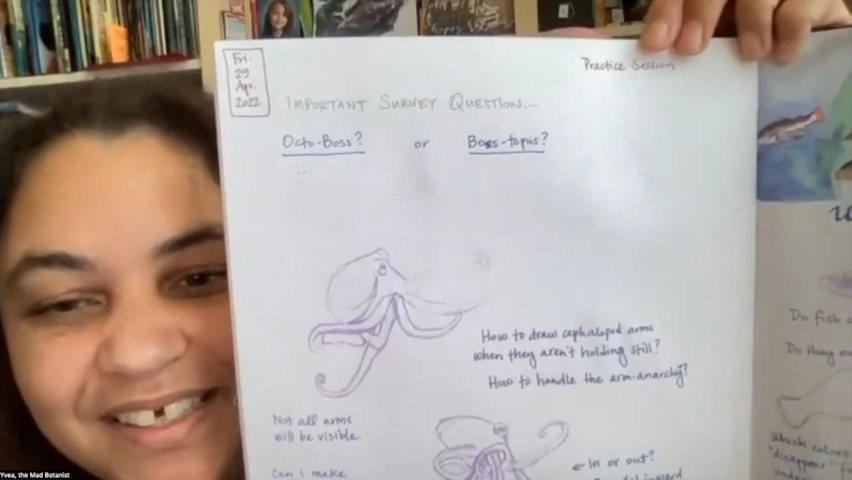 Fri.
29
Apr.
2022
Practice Session
IMPORTANT SURVEY QUESTION...
Octo-Boss? or Boss-topus?
How to draw cephalopod arms
when they aren't holding still?
How to handle the arm-anarchy?
Not all arms
will be visible.
Can I make
← In or out?
inward
Do fish
Do they
Which colors
"disappear"
Yvea, the Mad Botanist